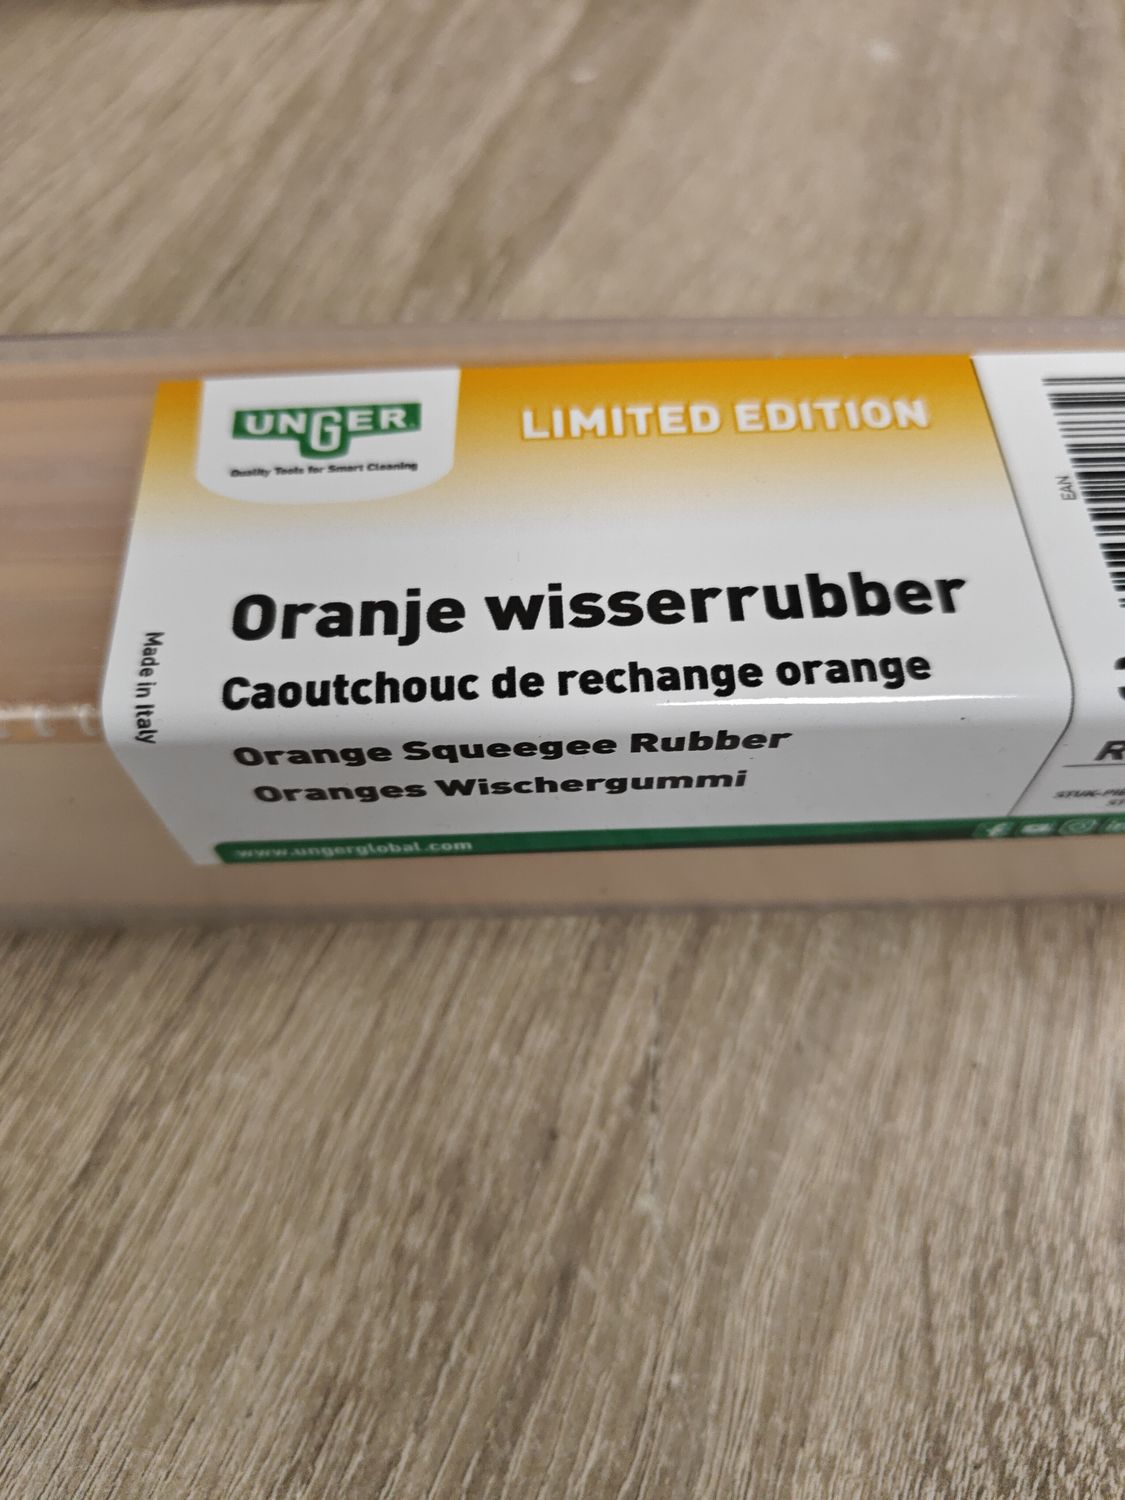 UNGER
Quality Tools for Smart Cleaning
LIMITED EDITION
Oranje wisserrubber
Caoutchouc de rechange orange
Orange Squeegee Rubber
Oranges Wischergummi
www.ungerglobal.com
Made in Italy
EAN